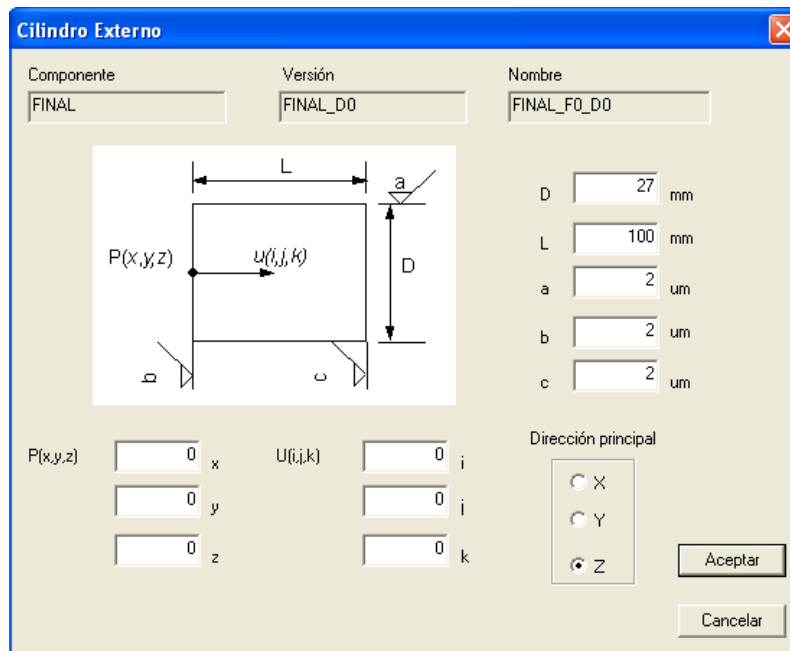 Cilindro Externo
Componente Versión Nombre
FINAL FINAL_D0 FINAL_F0_D0
L
a
P(x,y,z) u(i,j,k) D
b c
D 27 mm
L 100 mm
a 2 um
b 2 um
c 2 um
P(x,y,z) 0 x U(i,j,k) 0 i
0 y 0 j
0 z 0 k
Dirección principal
X
Y
Z
Aceptar
Cancelar